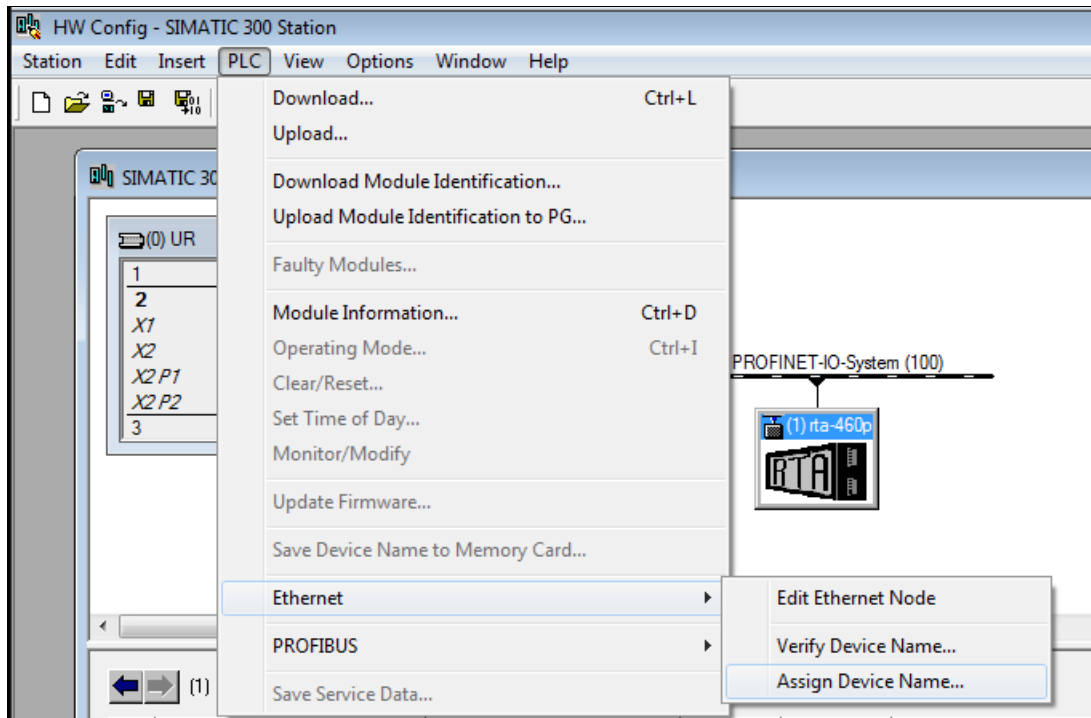 HW Config - SIMATIC 300 Station
Station Edit Insert PLC View Options Window Help
Download... Ctrl+L
Upload...
SIMATIC 30
Download Module Identification...
Upload Module Identification to PG...
(0) UR
1
2
X1
X2
X2 P1
X2 P2
3
Faulty Modules...
Module Information... Ctrl+D
Operating Mode... Ctrl+I
Clear/Reset...
Set Time of Day...
Monitor/Modify
Update Firmware...
Save Device Name to Memory Card...
Ethernet
PROFIBUS
Save Service Data...
PROFINET-IO-System (100)
(1) rta-460p
RTA
Edit Ethernet Node
Verify Device Name...
Assign Device Name...
(1)